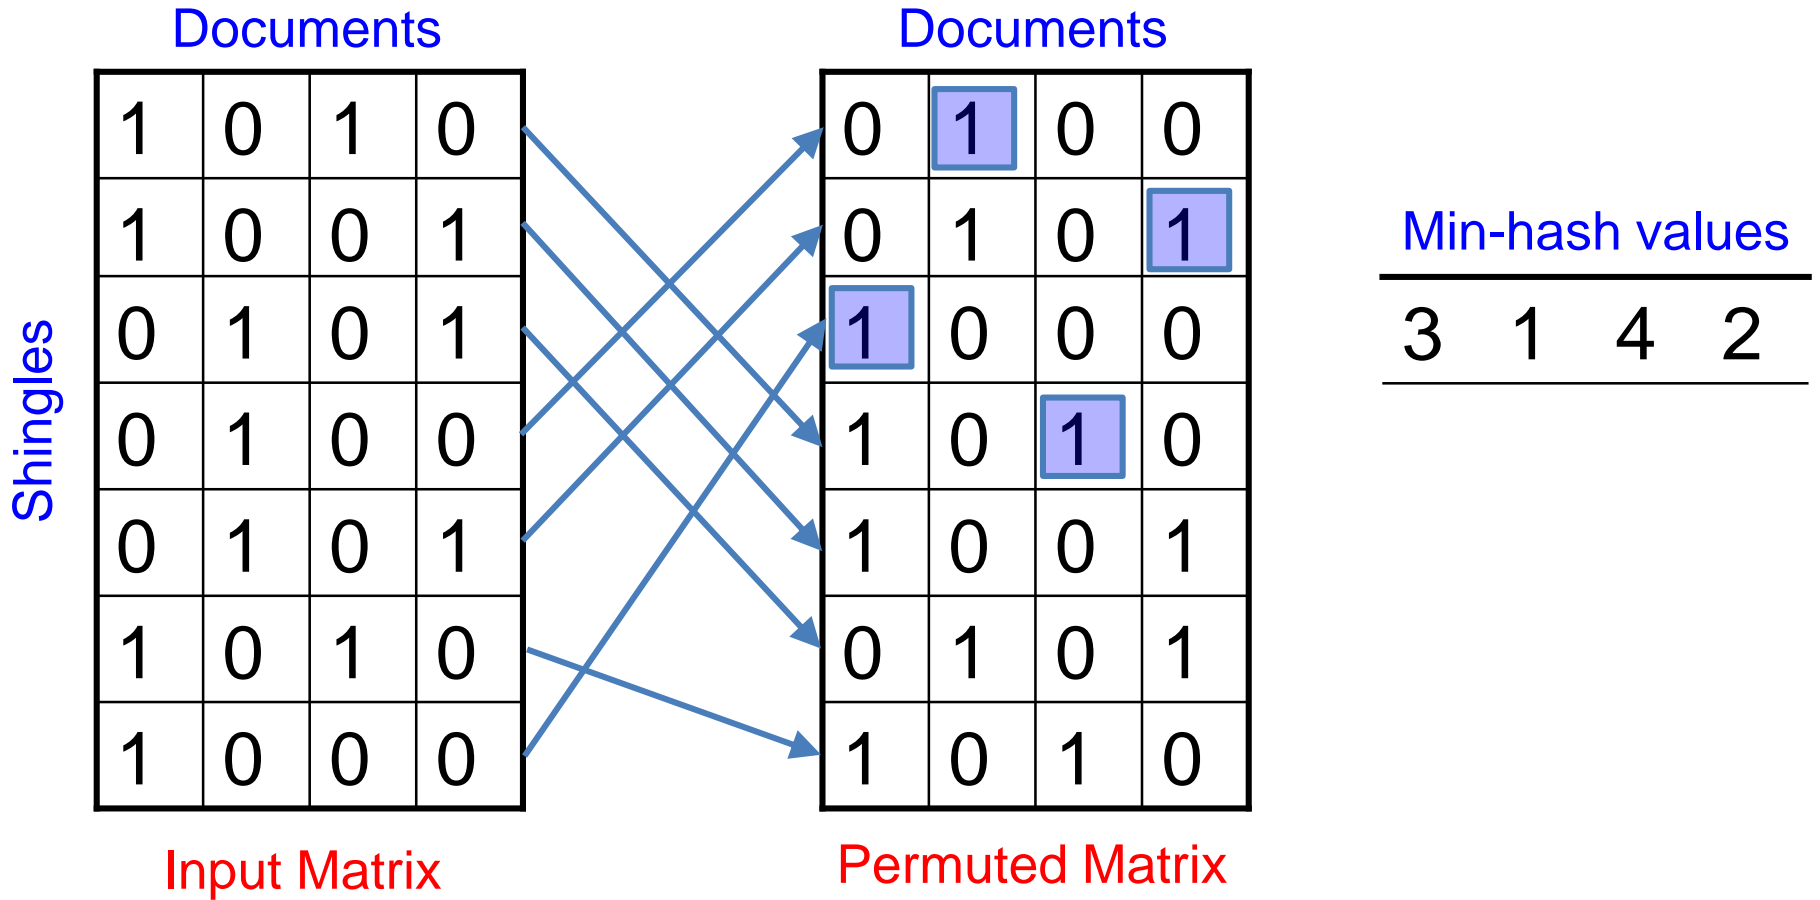 Documents
1 0 1 0
1 0 0 1
0 1 0 1
0 1 0 0
0 1 0 1
1 0 1 0
1 0 0 0
Shingles
Input Matrix
Documents
0 1 0 0
0 1 0 1
1 0 0 0
1 0 1 0
1 0 0 1
0 1 0 1
1 0 1 0
Permuted Matrix
Min-hash values
3 1 4 2